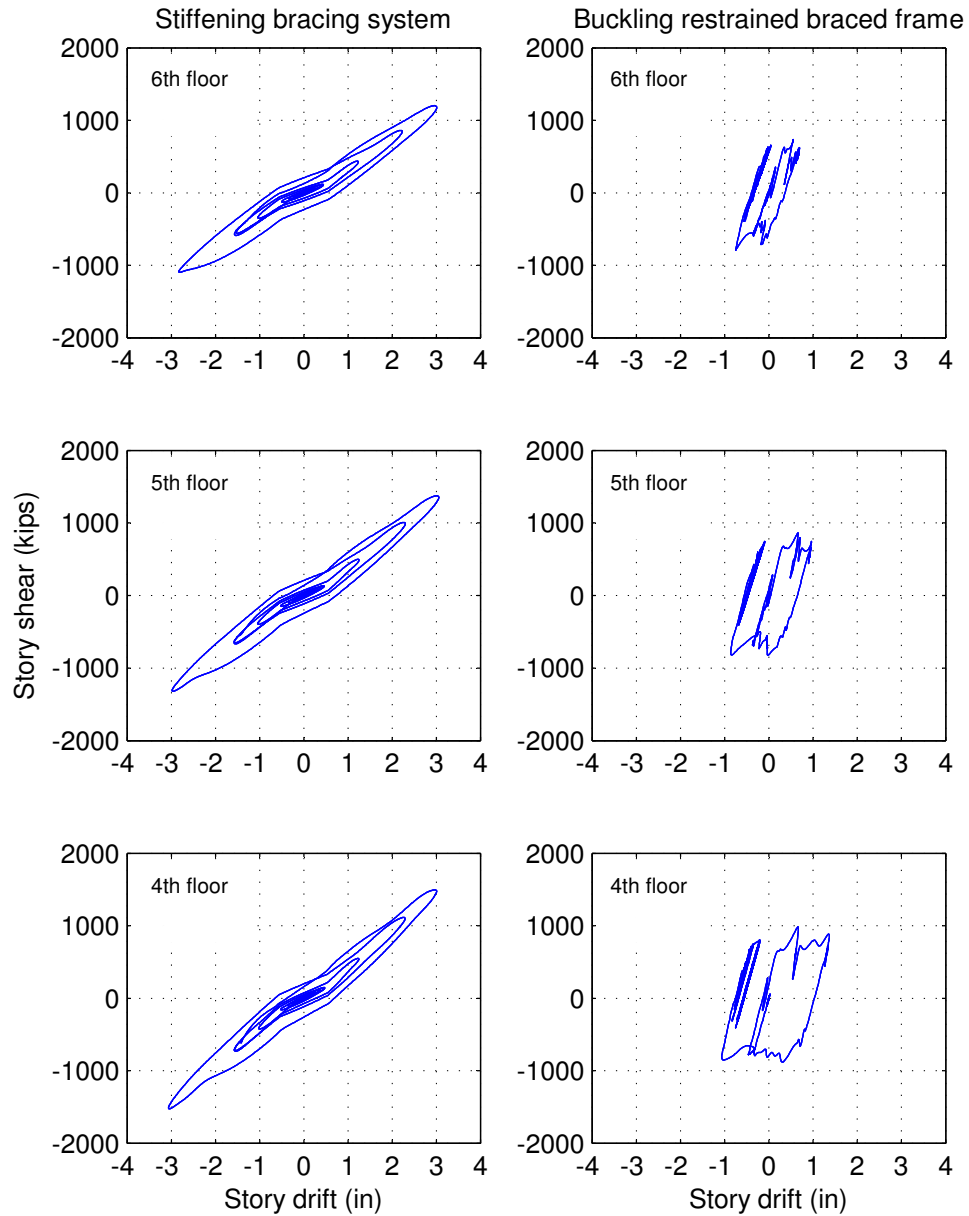 Stiffening bracing system
Buckling restrained braced frame
2000
1000
0
-1000
-2000
6th floor
-4 -3 -2 -1 0 1 2 3 4
2000
1000
0
-1000
-2000
6th floor
-4 -3 -2 -1 0 1 2 3 4
Story shear (kips)
2000
1000
0
-1000
-2000
5th floor
-4 -3 -2 -1 0 1 2 3 4
2000
1000
0
-1000
-2000
5th floor
-4 -3 -2 -1 0 1 2 3 4
2000
1000
0
-1000
-2000
4th floor
-4 -3 -2 -1 0 1 2 3 4
Story drift (in)
2000
1000
0
-1000
-2000
4th floor
-4 -3 -2 -1 0 1 2 3 4
Story drift (in)